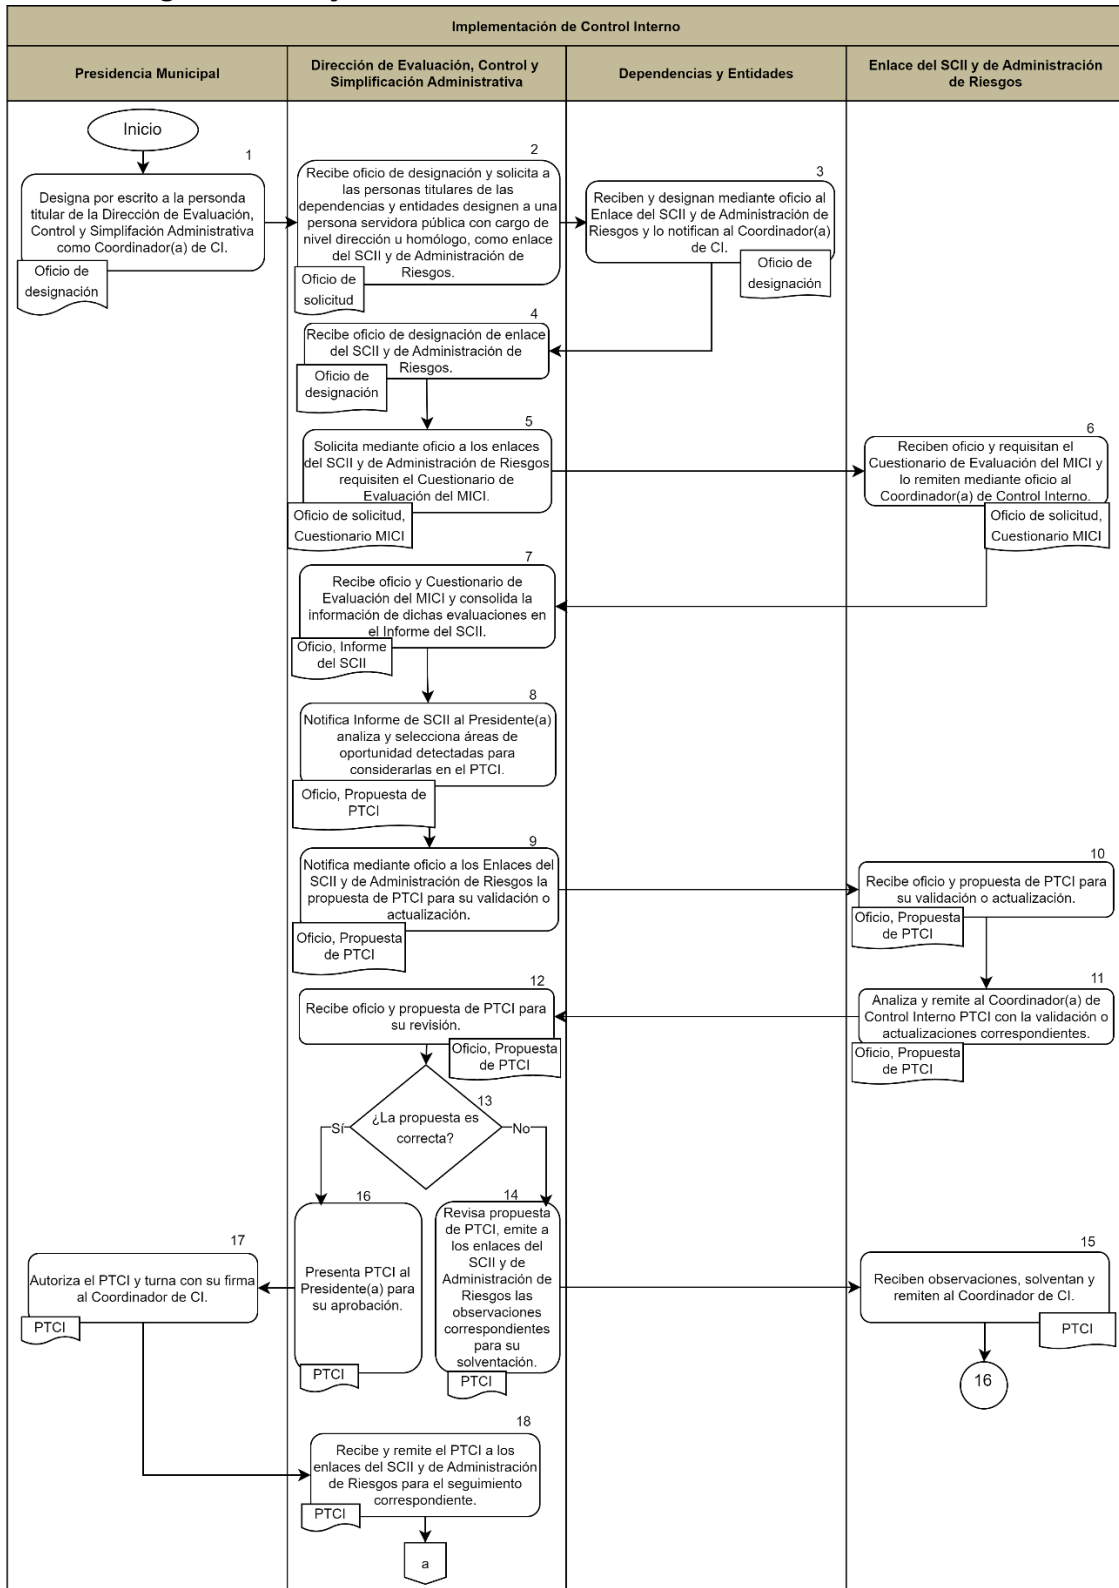 Implementación de Control Interno
Presidencia Municipal
Dirección de Evaluación, Control y
Simplificación Administrativa
Dependencias y Entidades
Enlace del SCII y de Administración
de Riesgos
Inicio
1
Designa por escrito a la personda
titular de la Dirección de Evaluación,
Control y Simplifación Administrativa
como Coordinador(a) de CI.
Oficio de
designación
2
Recibe oficio de designación y solicita a
las personas titulares de las
dependencias y entidades designen a una
persona servidora pública con cargo de
nivel dirección u homólogo, como enlace
del SCII y de Administración de
Riesgos.
Oficio de
solicitud
3
Reciben y designan mediante oficio al
Enlace del SCII y de Administración de
Riesgos y lo notifican al Coordinador(a)
de CI.
Oficio de
designación
4
Recibe oficio de designación de enlace
del SCII y de Administración de
Riesgos.
Oficio de
designación
5
Solicita mediante oficio a los enlaces
del SCII y de Administración de Riesgos
requisiten el Cuestionario de
Evaluación del MICI.
Oficio de solicitud,
Cuestionario MICI
6
Reciben oficio y requisitan el
Cuestionario de Evaluación del MICI y
lo remiten mediante oficio al
Coordinador(a) de Control Interno.
Oficio de solicitud,
Cuestionario MICI
7
Recibe oficio y Cuestionario de
Evaluación del MICI y consolida la
información de dichas evaluaciones en
el Informe del SCII.
Oficio, Informe
del SCII
8
Notifica Informe de SCII al Presidente(a)
analiza y selecciona áreas de
oportunidad detectadas para
considerarlas en el PTCI.
Oficio, Propuesta de
PTCI
9
Notifica mediante oficio a los Enlaces del
SCII y de Administración de Riesgos la
propuesta de PTCI para su validación o
actualización.
Oficio, Propuesta
de PTCI
10
Recibe oficio y propuesta de PTCI para
su validación o actualización.
Oficio, Propuesta
de PTCI
11
Analiza y remite al Coordinador(a) de
Control Interno PTCI con la validación o
actualizaciones correspondientes.
Oficio, Propuesta
de PTCI
12
Recibe oficio y propuesta de PTCI para
su revisión.
Oficio, Propuesta
de PTCI
13
¿La propuesta es
correcta?
Sí
No
14
Revisa propuesta
de PTCI, emite a
los enlaces del
SCII y de
Administración de
Riesgos las
observaciones
correspondientes
para su
solventación.
PTCI
15
Reciben observaciones, solventan y
remiten al Coordinador de CI.
PTCI
16
16
Presenta PTCI al
Presidente(a) para
su aprobación.
PTCI
17
Autoriza el PTCI y turna con su firma
al Coordinador de CI.
PTCI
18
Recibe y remite el PTCI a los
enlaces del SCII y de Administración
de Riesgos para el seguimiento
correspondiente.
PTCI
a